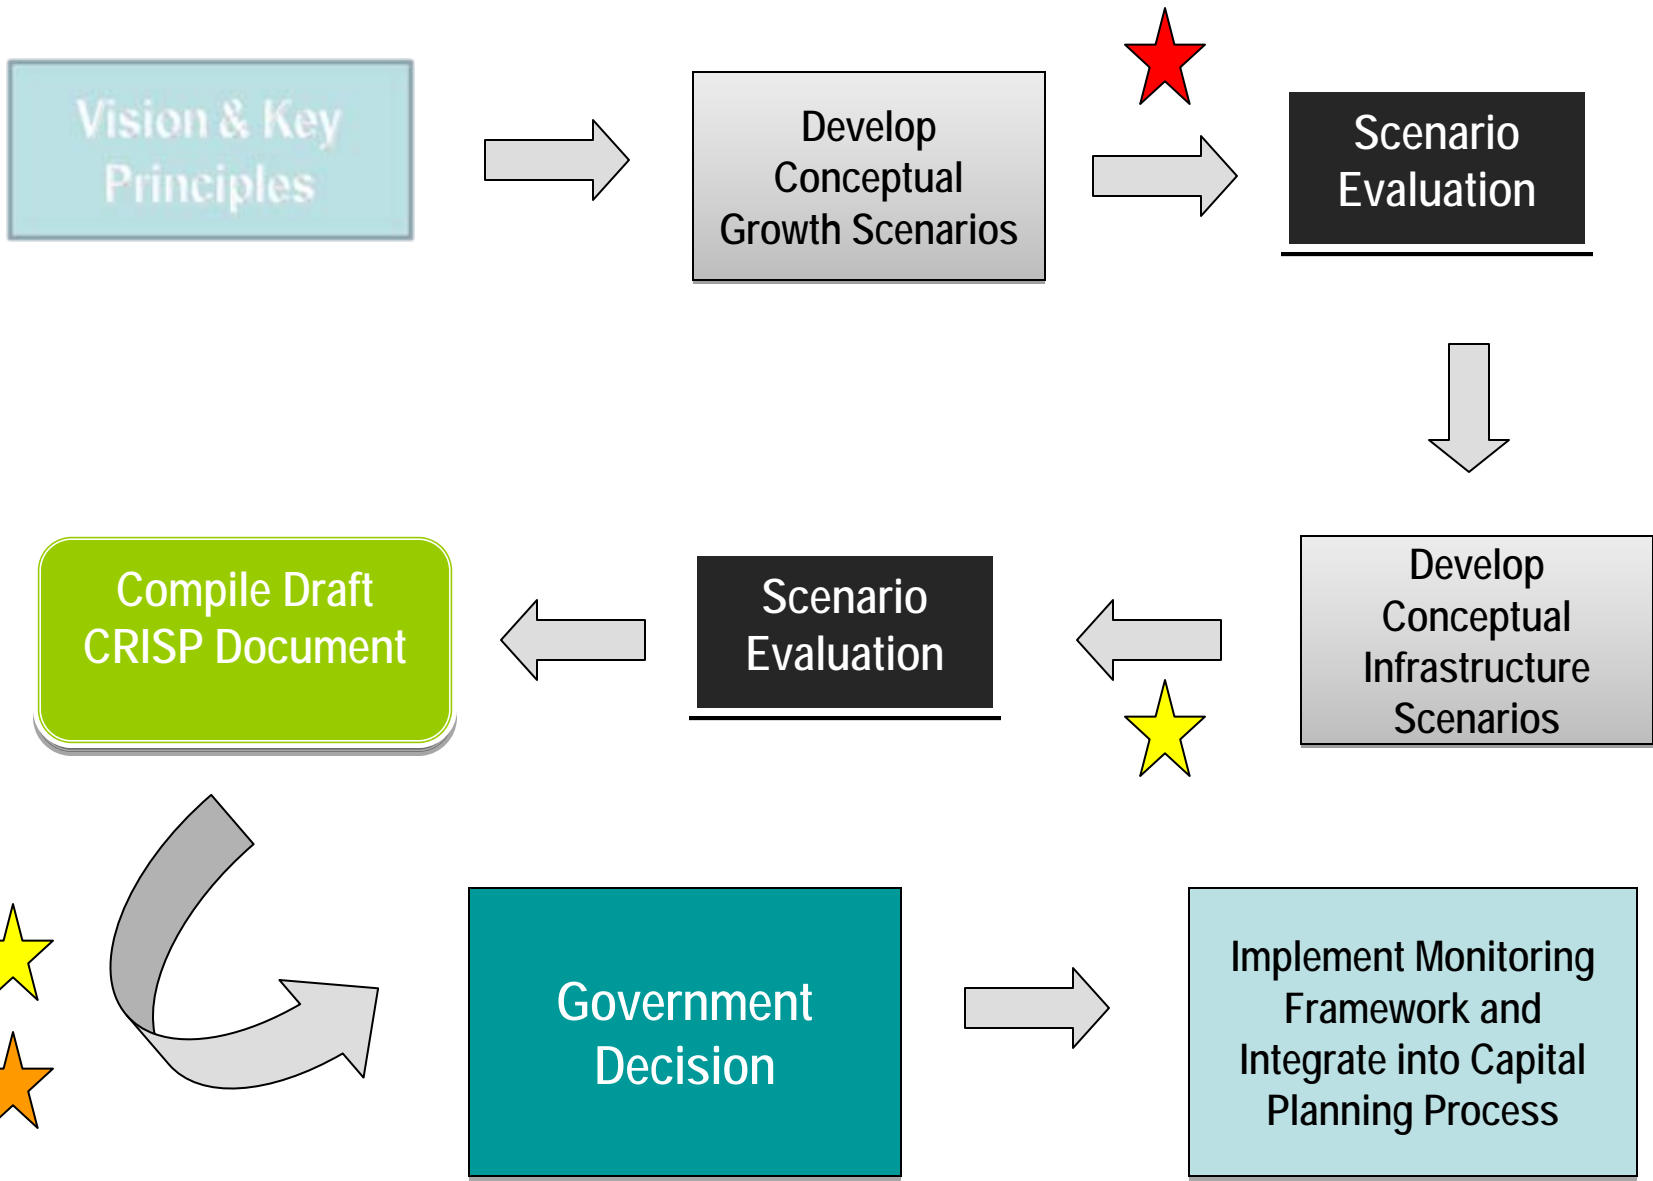 Vision & Key
Principles
Develop
Conceptual
Growth Scenarios
Scenario
Evaluation
Compile Draft
CRISP Document
Scenario
Evaluation
Develop
Conceptual
Infrastructure
Scenarios
Government
Decision
Implement Monitoring
Framework and
Integrate into Capital
Planning Process